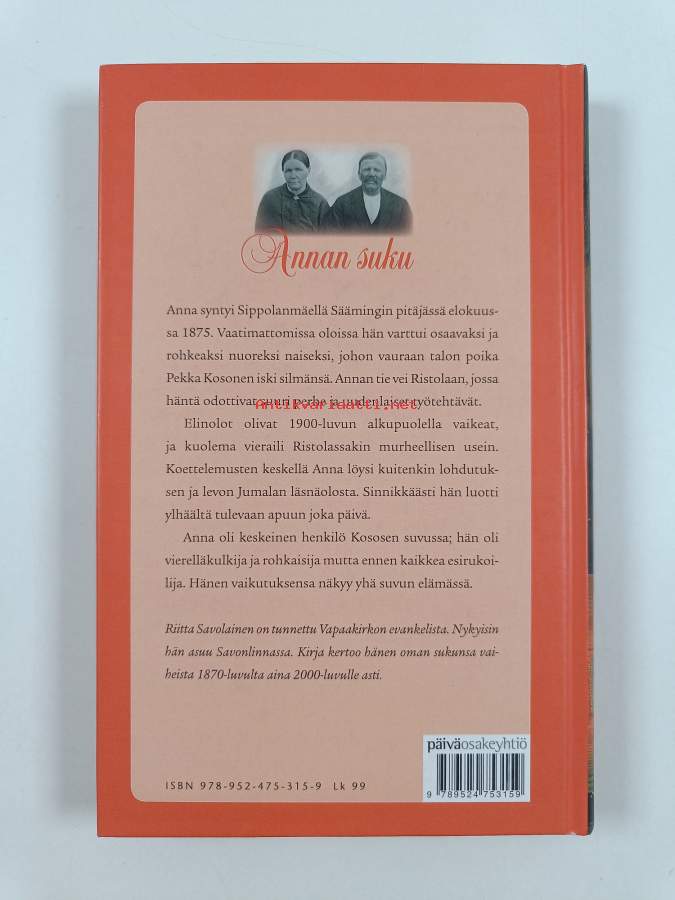 Annan suku
Anna syntyi Sippolanmäellä Säämingin pitäjässä elokuus-
sa 1875. Vaatimattomissa oloissa hän varttui osaavaksi ja
rohkeaksi nuoreksi naiseksi, johon vauraan talon poika
Pekka Kosonen iski silmänsä. Annan tie vei Ristolaan, jossa
häntä odottivat suuri perhe ja uudenlaiset työtehtävät.
Antikvariaatti.net
Elinolot olivat 1900-luvun alkupuolella vaikeat,
ja kuolema vieraili Ristolassakin murheellisen usein.
Koettelemusten keskellä Anna löysi kuitenkin lohdutuk-
sen ja levon Jumalan läsnäolosta. Sinnikkäästi hän luotti
ylhäältä tulevaan apuun joka päivä.
Anna oli keskeinen henkilö Kososen suvussa; hän oli
vierelläkulkija ja rohkaisija mutta ennen kaikkea esirukoi-
lija. Hänen vaikutuksensa näkyy yhä suvun elämässä.
Riitta Savolainen on tunnettu Vapaakirkon evankelista. Nykyisin
hän asuu Savonlinnassa. Kirja kertoo hänen oman sukunsa vai-
heista 1870-luvulta aina 2000-luvulle asti.
päiväosakeyhtiö
ISBN 978-952-475-315-9 Lk 99
9 789524 753159